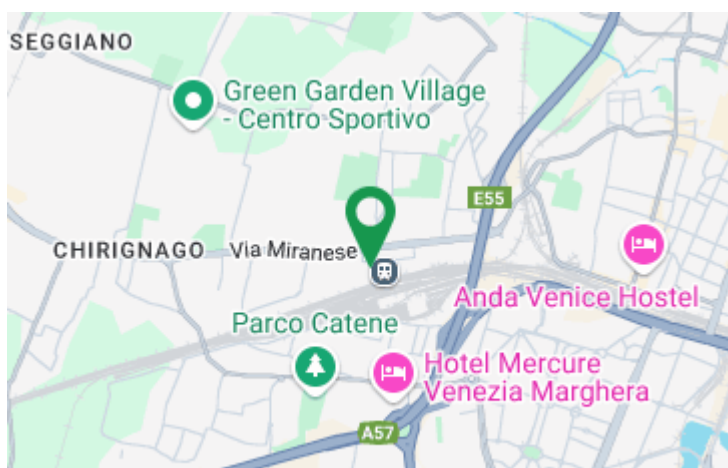 SEGGIANO
Green Garden Village
- Centro Sportivo
E55
CHIRIGNAGO
Via Miranese
Anda Venice Hostel
Parco Catene
Hotel Mercure
Venezia Marghera
A57